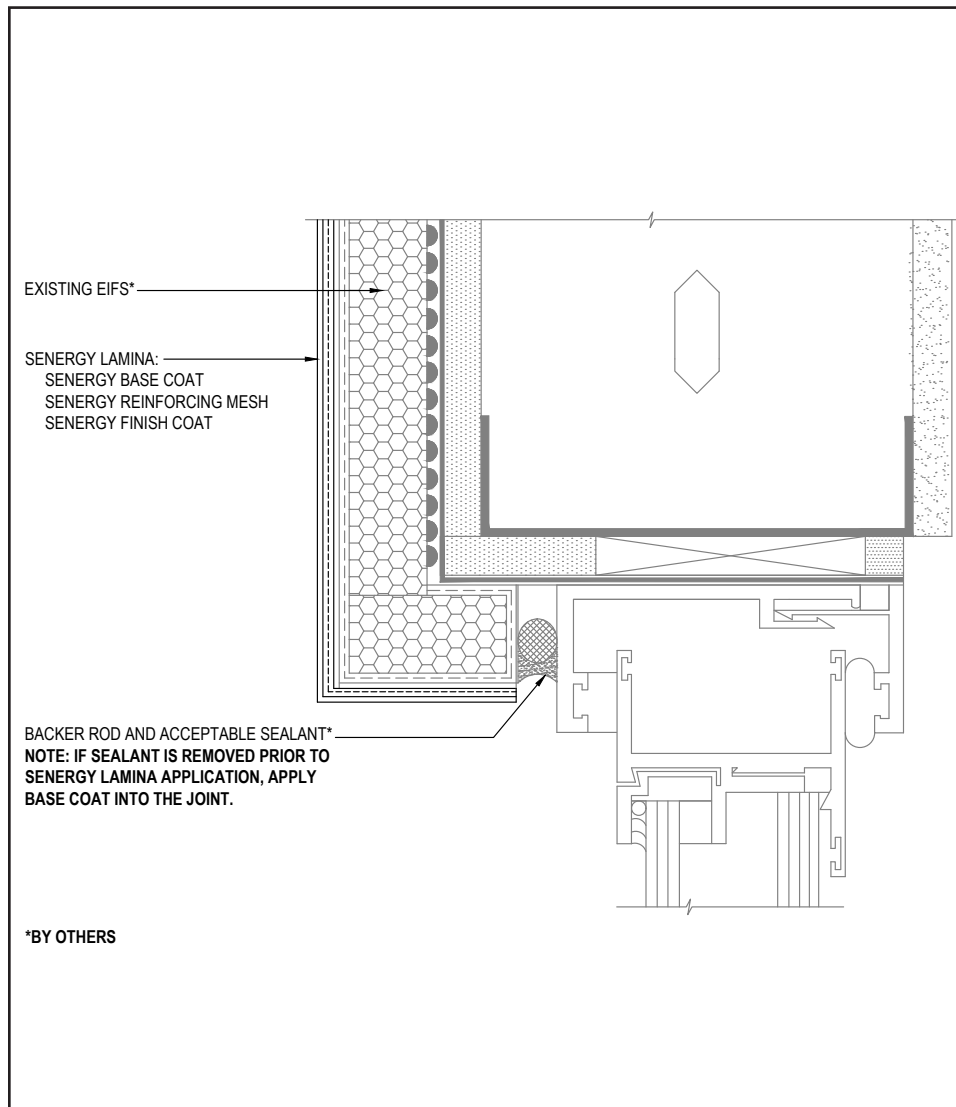 EXISTING EIFS*
SENERGY LAMINA:
SENERGY BASE COAT
SENERGY REINFORCING MESH
SENERGY FINISH COAT
BACKER ROD AND ACCEPTABLE SEALANT*
NOTE: IF SEALANT IS REMOVED PRIOR TO
SENERGY LAMINA APPLICATION, APPLY
BASE COAT INTO THE JOINT.
*BY OTHERS